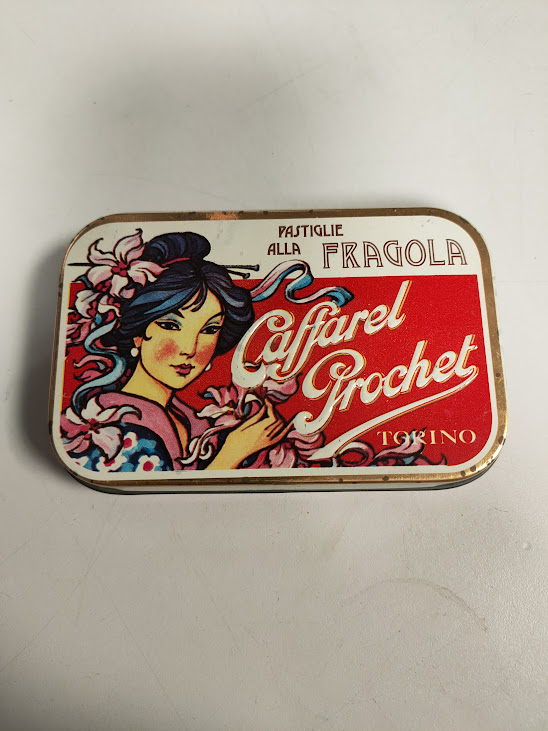 PASTIGLIE
ALLA FRAGOLA
Caffarel
Prochet
TORINO